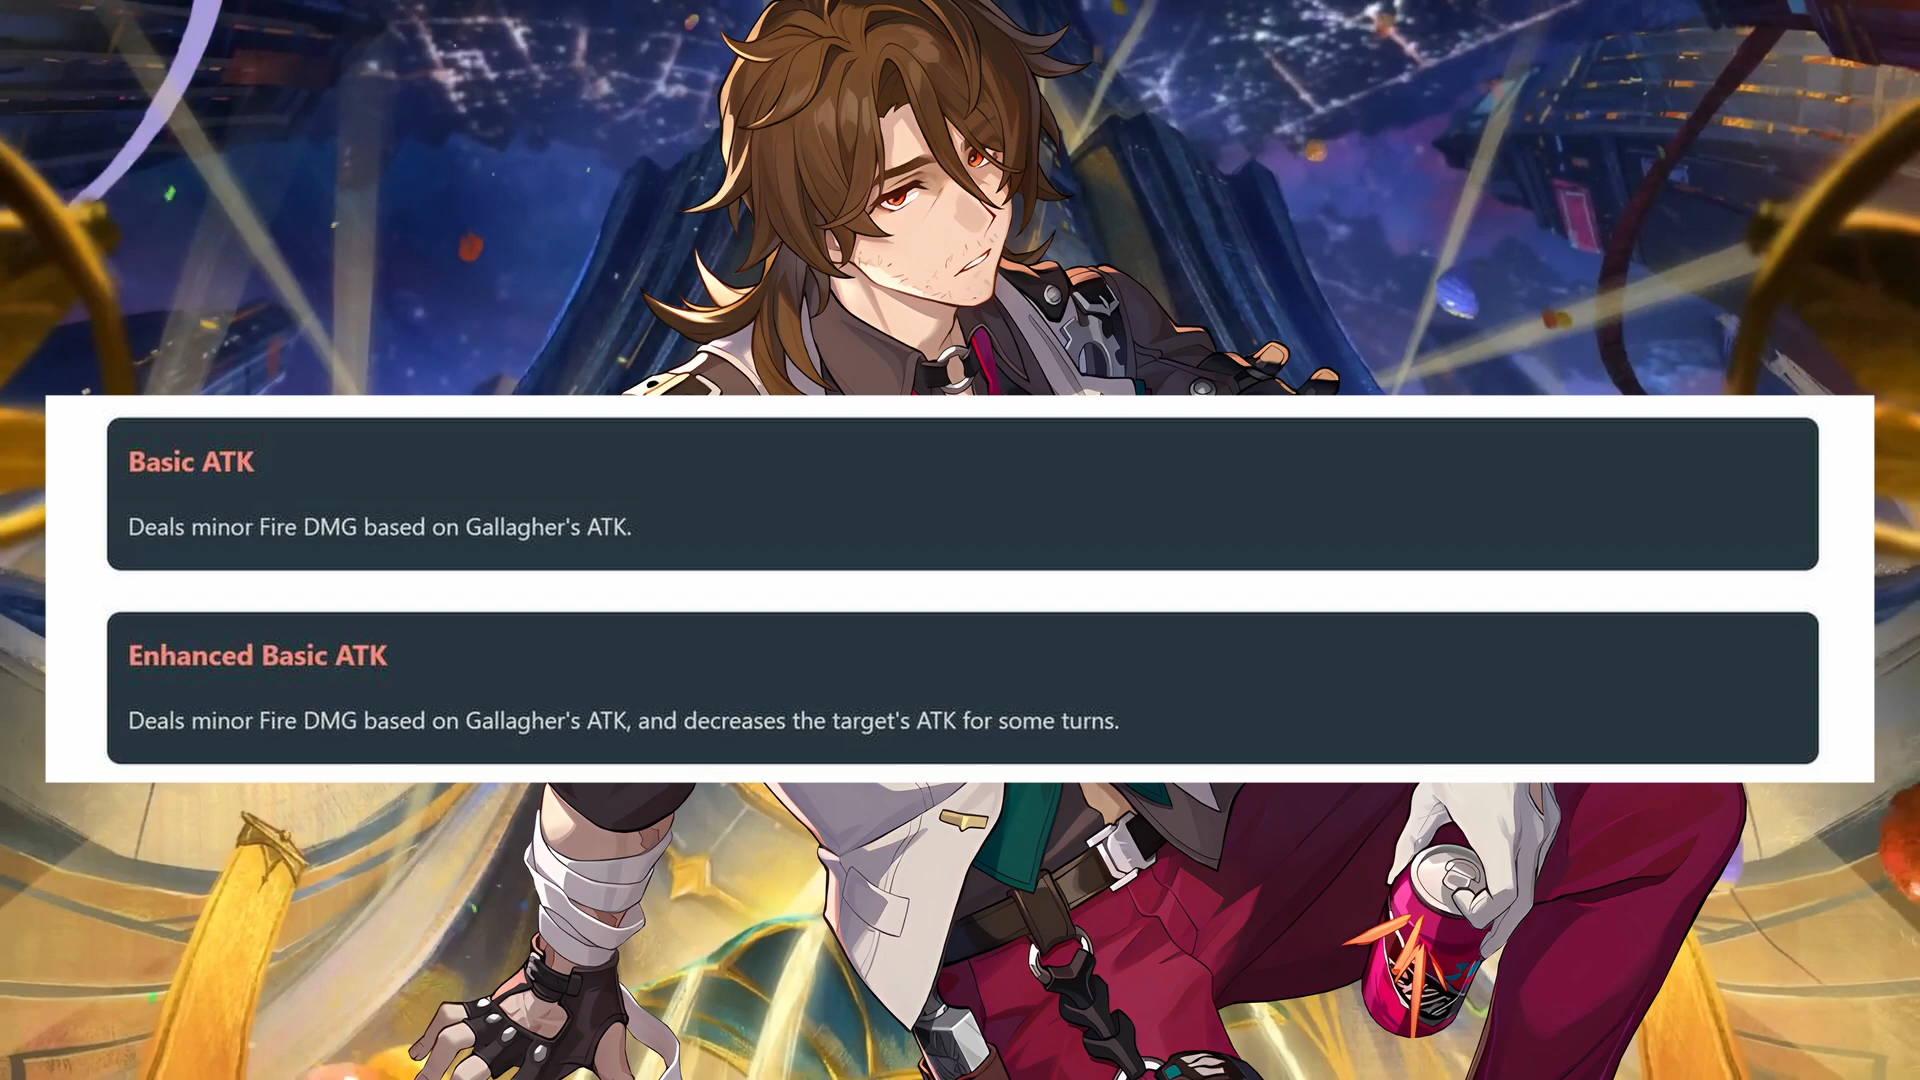 Basic ATK
Deals minor Fire DMG based on Gallagher's ATK.
Enhanced Basic ATK
Deals minor Fire DMG based on Gallagher's ATK, and decreases the target's ATK for some turns.